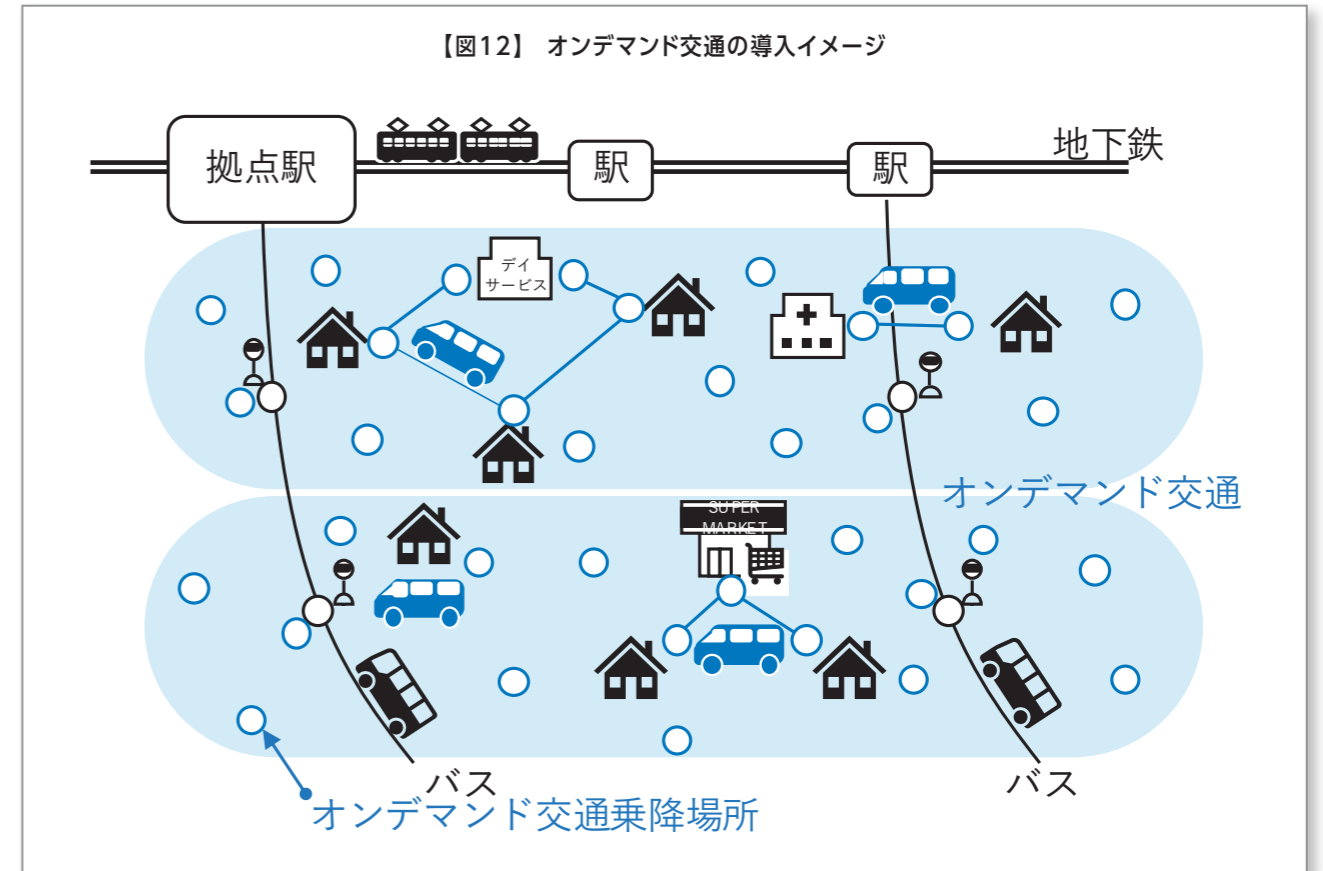 【図12】 オンデマンド交通の導入イメージ
地下鉄
拠点駅
駅
駅
デイ
サービス
オンデマンド交通
SUPER
MARKET
バス
バス
オンデマンド交通乗降場所